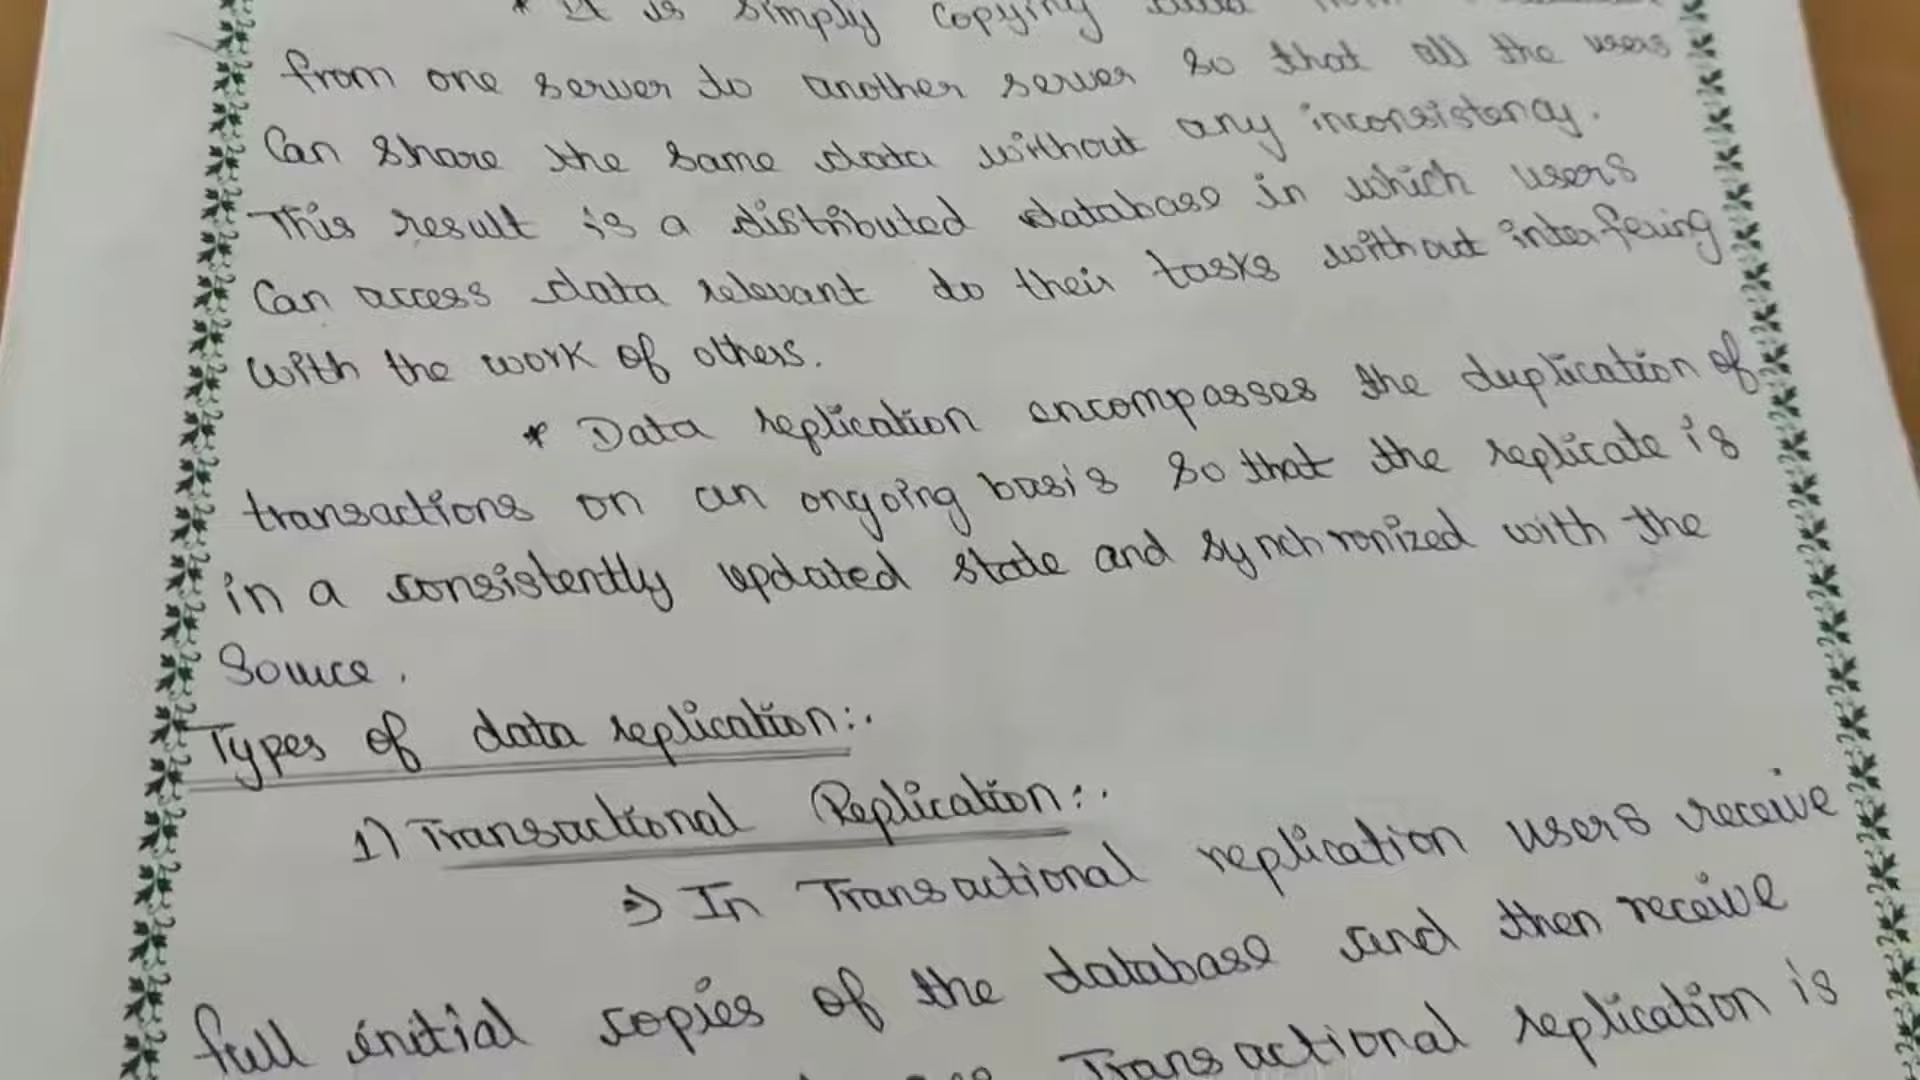 * It is simply copying data from
from one server to another server so that all the users
Can share the same data without any inconsistency.
This result is a distributed database in which users
Can access data relevant to their tasks without interfering
with the work of others.
* Data replication encompasses the duplication of
transactions on an ongoing basis so that the replicate is
in a consistently updated state and synchronized with the
Source.
Types of data replication:.
1) Transactional Replication:.
⇒ In Transactional replication users receive
full initial copies of the database and then receive
Transactional replication is